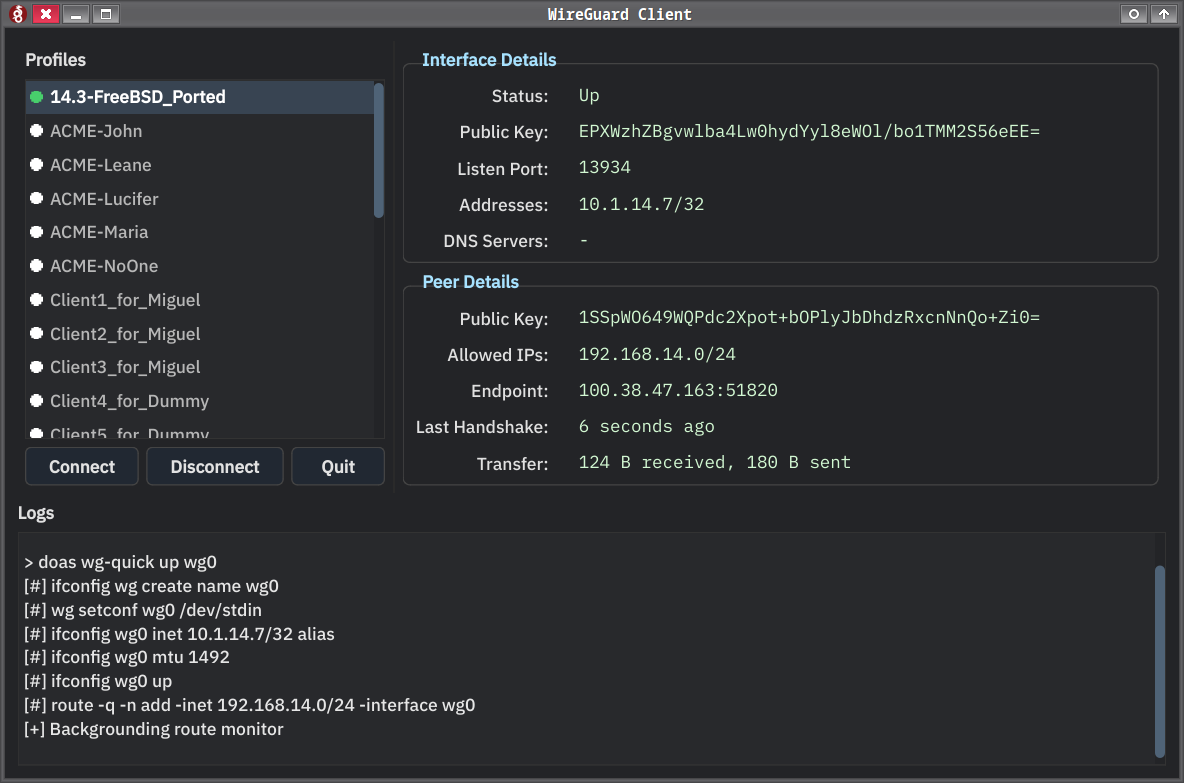 WireGuard Client
Profiles
14.3-FreeBSD_Ported
ACME-John
ACME-Leane
ACME-Lucifer
ACME-Maria
ACME-NoOne
Client1_for_Miguel
Client2_for_Miguel
Client3_for_Miguel
Client4_for_Dummy
Client5_for_Dummy
Connect
Disconnect
Quit
Interface Details
Status: Up
Public Key: EPXWzhZBgvwlba4Lw0hydYyl8eWOl/bo1TMM2S56eEE=
Listen Port: 13934
Addresses: 10.1.14.7/32
DNS Servers: -
Peer Details
Public Key: 1SSpWO649WQPdc2Xpot+bOPlyJbDhdzRxcnNnQo+Zi0=
Allowed IPs: 192.168.14.0/24
Endpoint: 100.38.47.163:51820
Last Handshake: 6 seconds ago
Transfer: 124 B received, 180 B sent
Logs
> doas wg-quick up wg0
[#] ifconfig wg create name wg0
[#] wg setconf wg0 /dev/stdin
[#] ifconfig wg0 inet 10.1.14.7/32 alias
[#] ifconfig wg0 mtu 1492
[#] ifconfig wg0 up
[#] route -q -n add -inet 192.168.14.0/24 -interface wg0
[+] Backgrounding route monitor